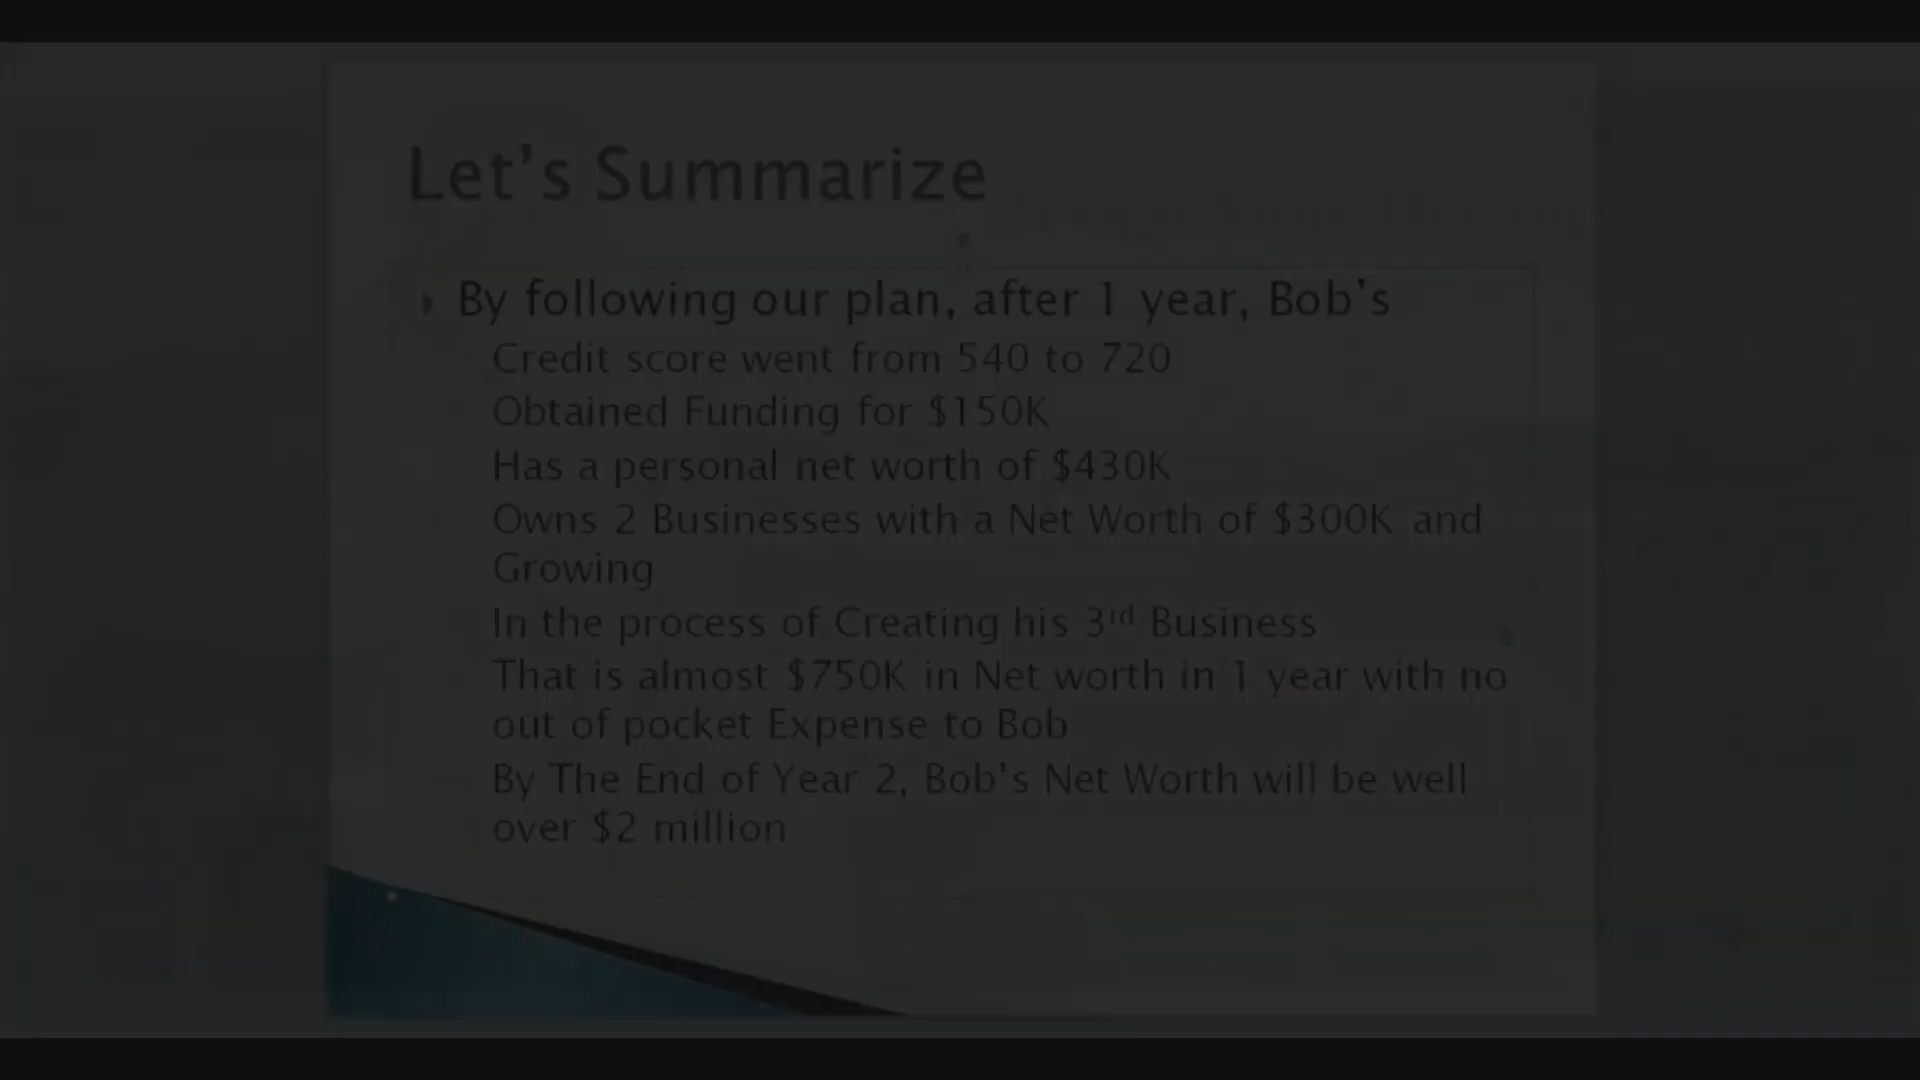 Let's Summarize
By following our plan, after 1 year, Bob's
Credit score went from 540 to 720
Obtained Funding for $150K
Has a personal net worth of $430K
Owns 2 Businesses with a Net Worth of $300K and
Growing
In the process of Creating his 3rd Business
That is almost $750K in Net worth in 1 year with no
out of pocket Expense to Bob
By The End of Year 2, Bob's Net Worth will be well
over $2 million